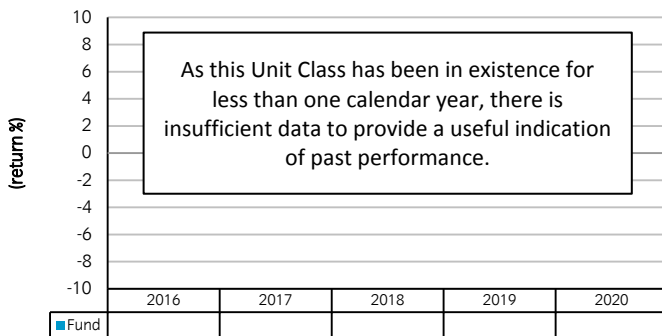 10
8
6
4
2
0
-2
-4
-6
-8
-10
(return %)
As this Unit Class has been in existence for
less than one calendar year, there is
insufficient data to provide a useful indication
of past performance.
2016 2017 2018 2019 2020
Fund